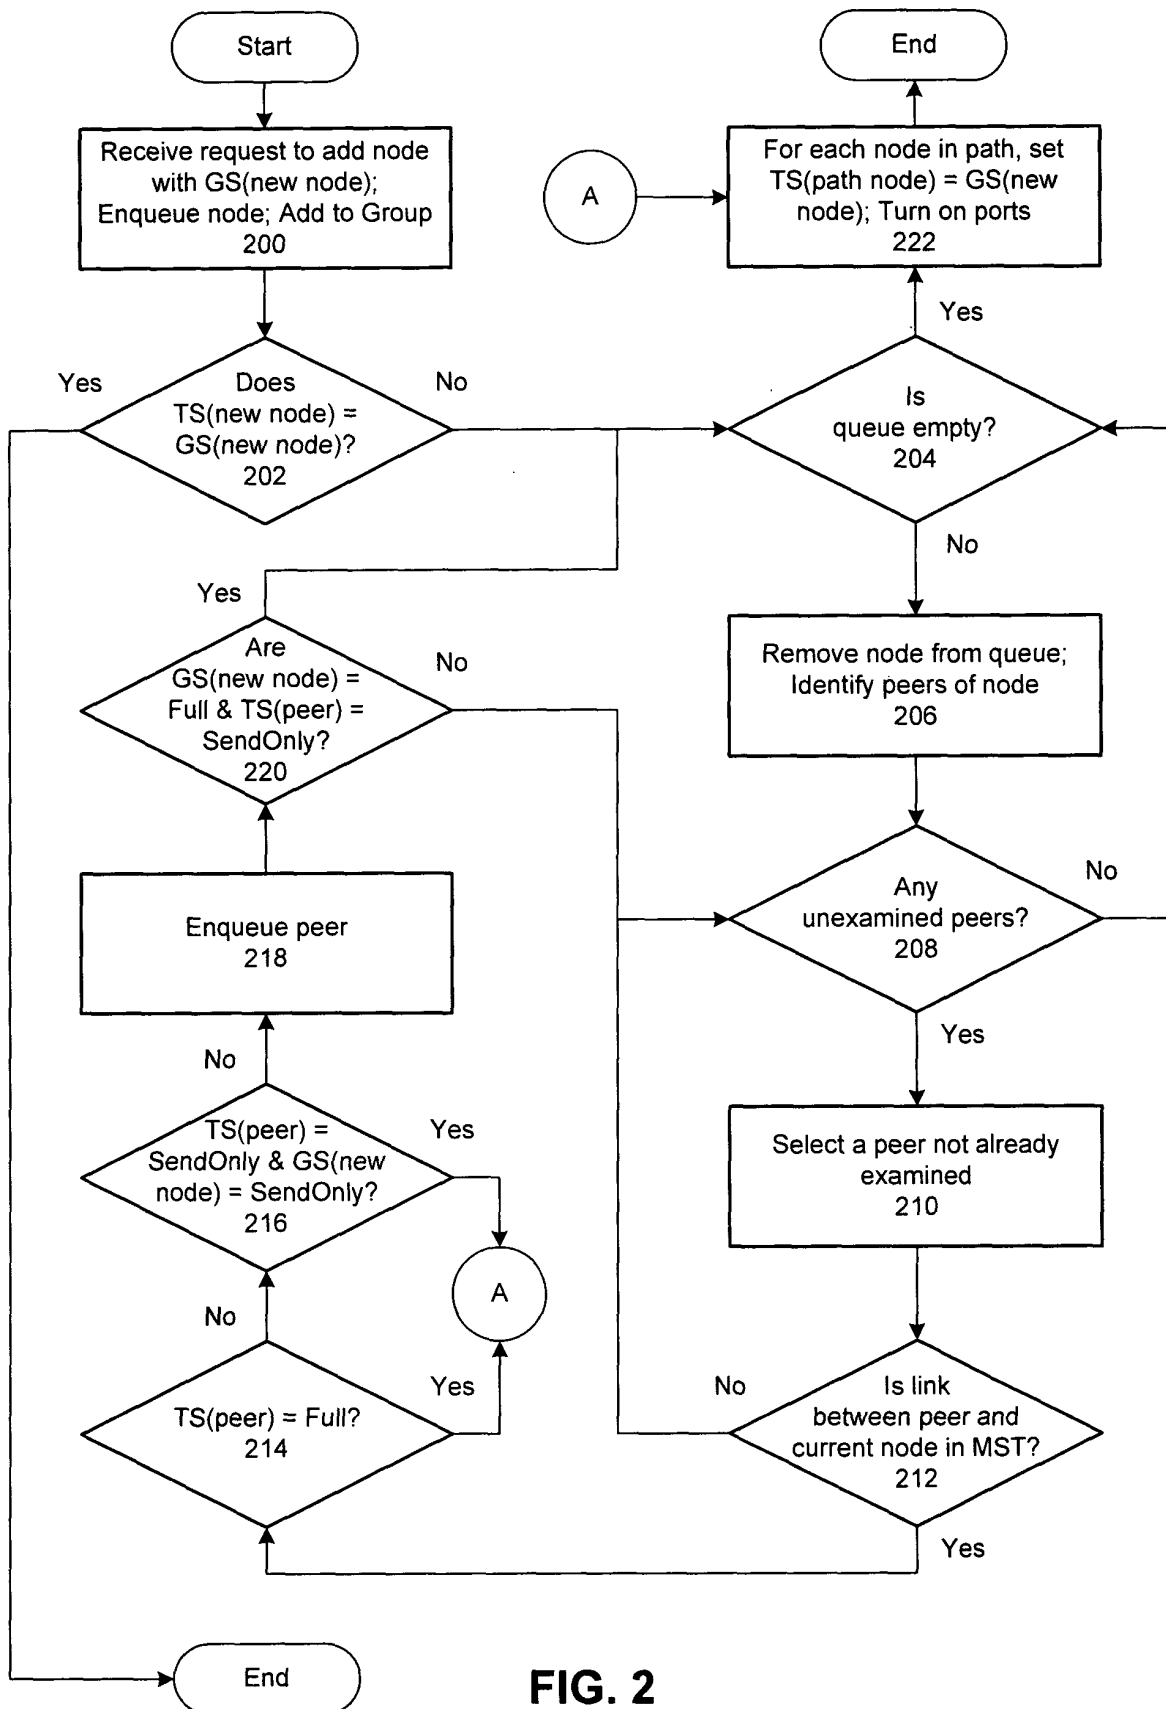 Start
Receive request to add node
with GS(new node);
Enqueue node; Add to Group
200
Yes
No
Does
TS(new node) =
GS(new node)?
202
Yes
No
Are
GS(new node) =
Full & TS(peer) =
SendOnly?
220
Enqueue peer
218
No
Yes
TS(peer) =
SendOnly & GS(new
node) = SendOnly?
216
A
No
Yes
TS(peer) = Full?
214
End
End
A
For each node in path, set
TS(path node) = GS(new
node); Turn on ports
222
Yes
Is
queue empty?
204
No
Remove node from queue;
Identify peers of node
206
No
Any
unexamined peers?
208
Yes
Select a peer not already
examined
210
No
Is link
between peer and
current node in MST?
212
Yes
FIG. 2